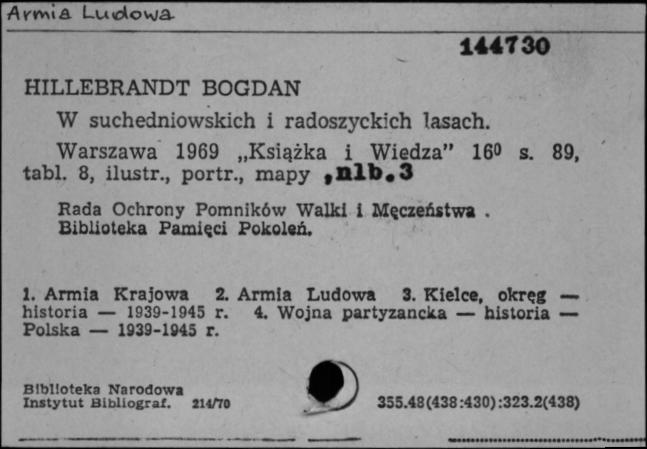 Armia Ludowa
144730
HILLEBRANDT BOGDAN
W suchedniowskich i radoszyckich lasach.
Warszawa 1969 „Książka i Wiedza” 16⁰ s. 89,
tabl. 8, ilustr., portr., mapy , nlb. 3
Rada Ochrony Pomników Walki i Męczeństwa .
Biblioteka Pamięci Pokoleń.
1. Armia Krajowa 2. Armia Ludowa 3. Kielce, okręg —
historia — 1939-1945 r. 4. Wojna partyzancka — historia —
Polska — 1939-1945 r.
Biblioteka Narodowa
Instytut Bibliograf. 214/70
355.48(438:430):323.2(438)